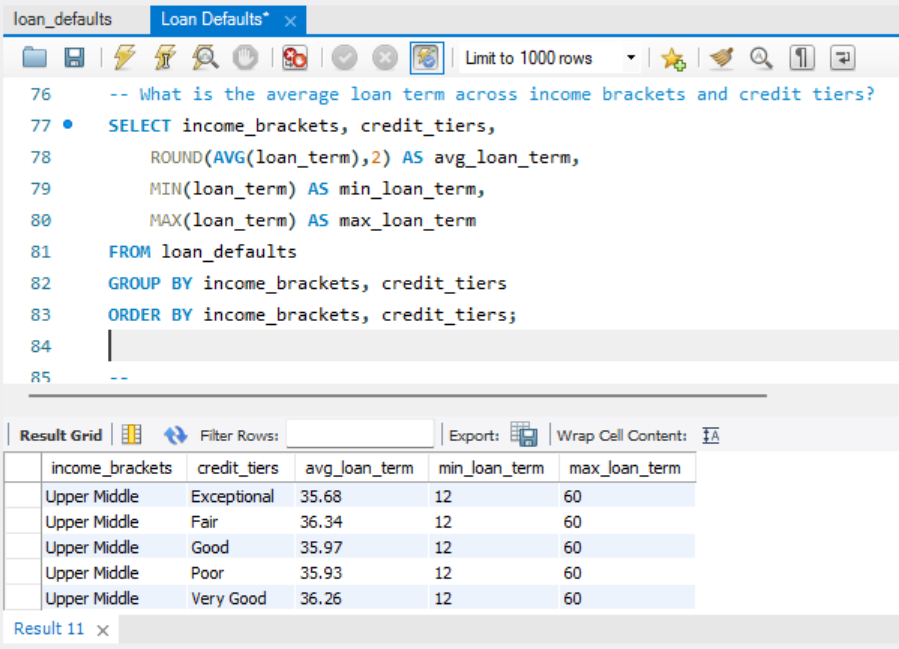 loan_defaults Loan Defaults* ×
Limit to 1000 rows
76 -- What is the average loan term across income brackets and credit tiers?
77 SELECT income_brackets, credit_tiers,
78 ROUND(AVG(loan_term),2) AS avg_loan_term,
79 MIN(loan_term) AS min_loan_term,
80 MAX(loan_term) AS max_loan_term
81 FROM loan_defaults
82 GROUP BY income_brackets, credit_tiers
83 ORDER BY income_brackets, credit_tiers;
84
85 --
Result Grid Filter Rows: Export: Wrap Cell Content: IA
income_brackets credit_tiers avg_loan_term min_loan_term max_loan_term
Upper Middle Exceptional 35.68 12 60
Upper Middle Fair 36.34 12 60
Upper Middle Good 35.97 12 60
Upper Middle Poor 35.93 12 60
Upper Middle Very Good 36.26 12 60
Result 11 ×